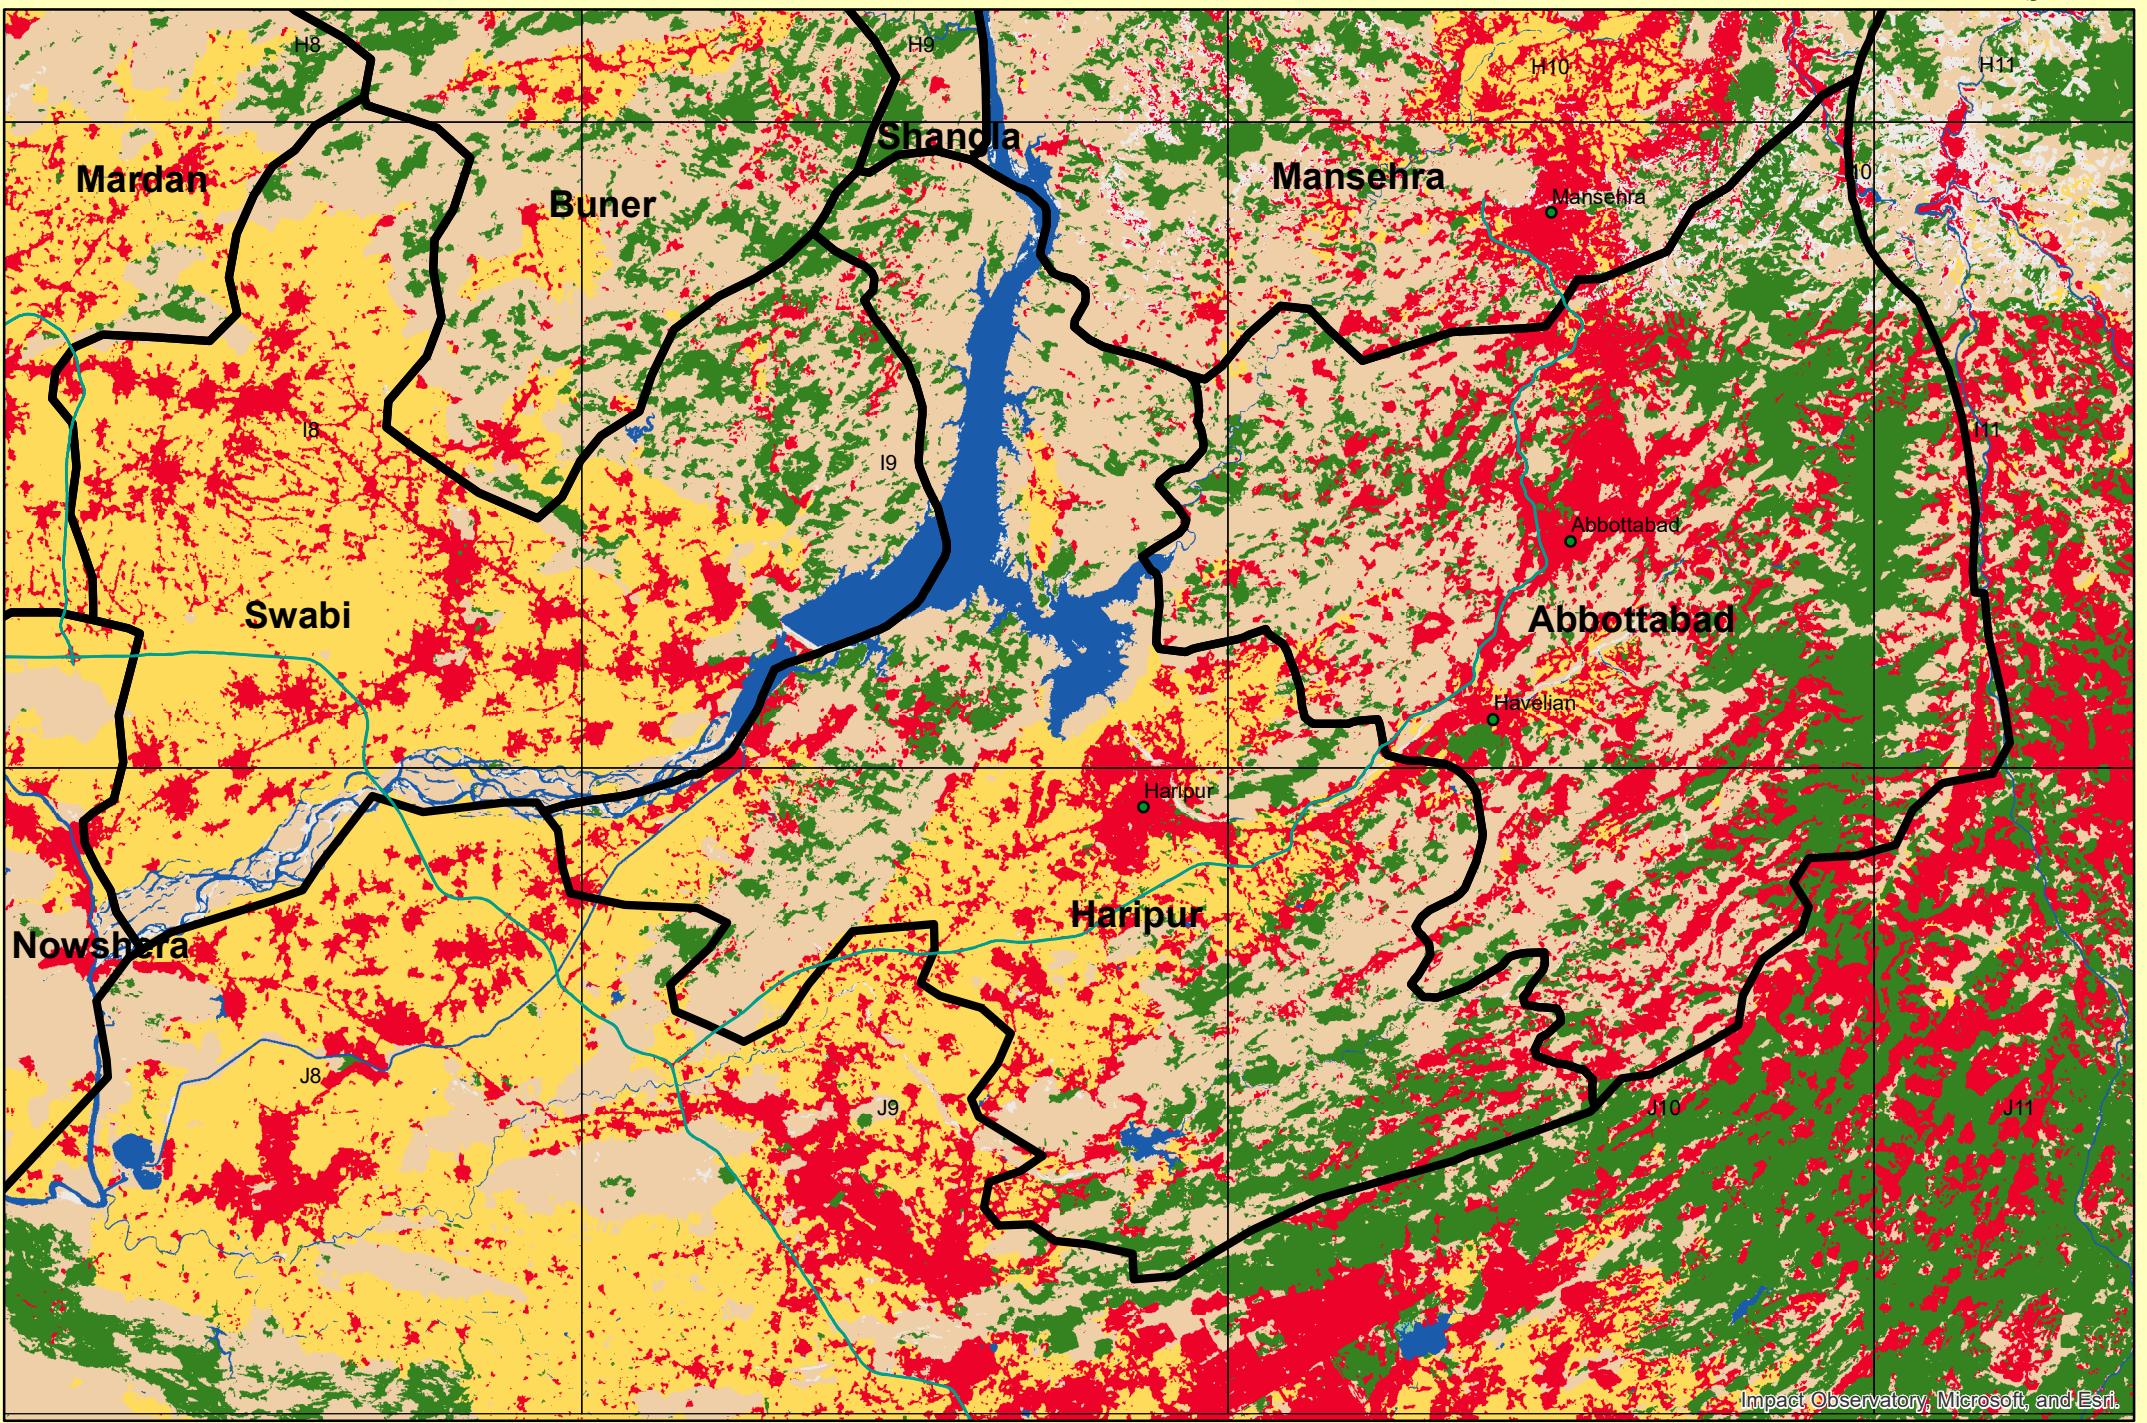 H8
H9
H10
H11
Shangla
Mardan
Buner
Mansehra
10
Mansehra
I8
I9
I11
Abbottabad
Swabi
Abbottabad
Havelian
Haripur
Nowshera
Haripur
J8
J9
J10
J11
Impact Observatory, Microsoft, and Esri.